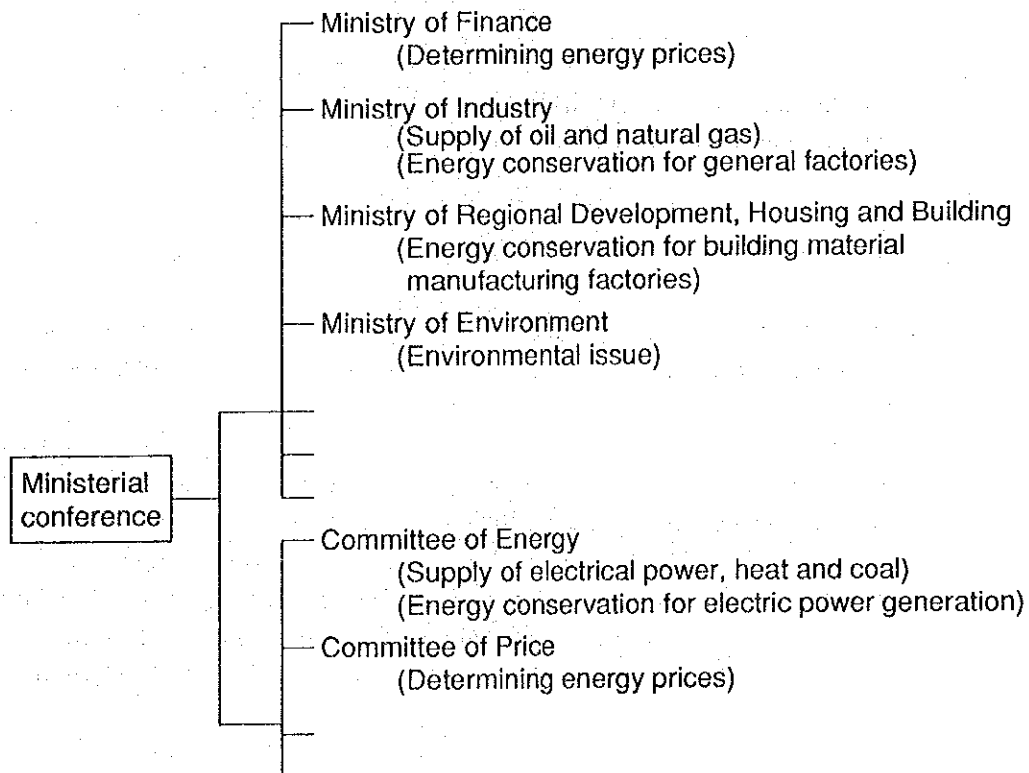 Ministry of Finance
(Determining energy prices)
Ministry of Industry
(Supply of oil and natural gas)
(Energy conservation for general factories)
Ministry of Regional Development, Housing and Building
(Energy conservation for building material
manufacturing factories)
Ministry of Environment
(Environmental issue)
Ministerial
conference
Committee of Energy
(Supply of electrical power, heat and coal)
(Energy conservation for electric power generation)
Committee of Price
(Determining energy prices)